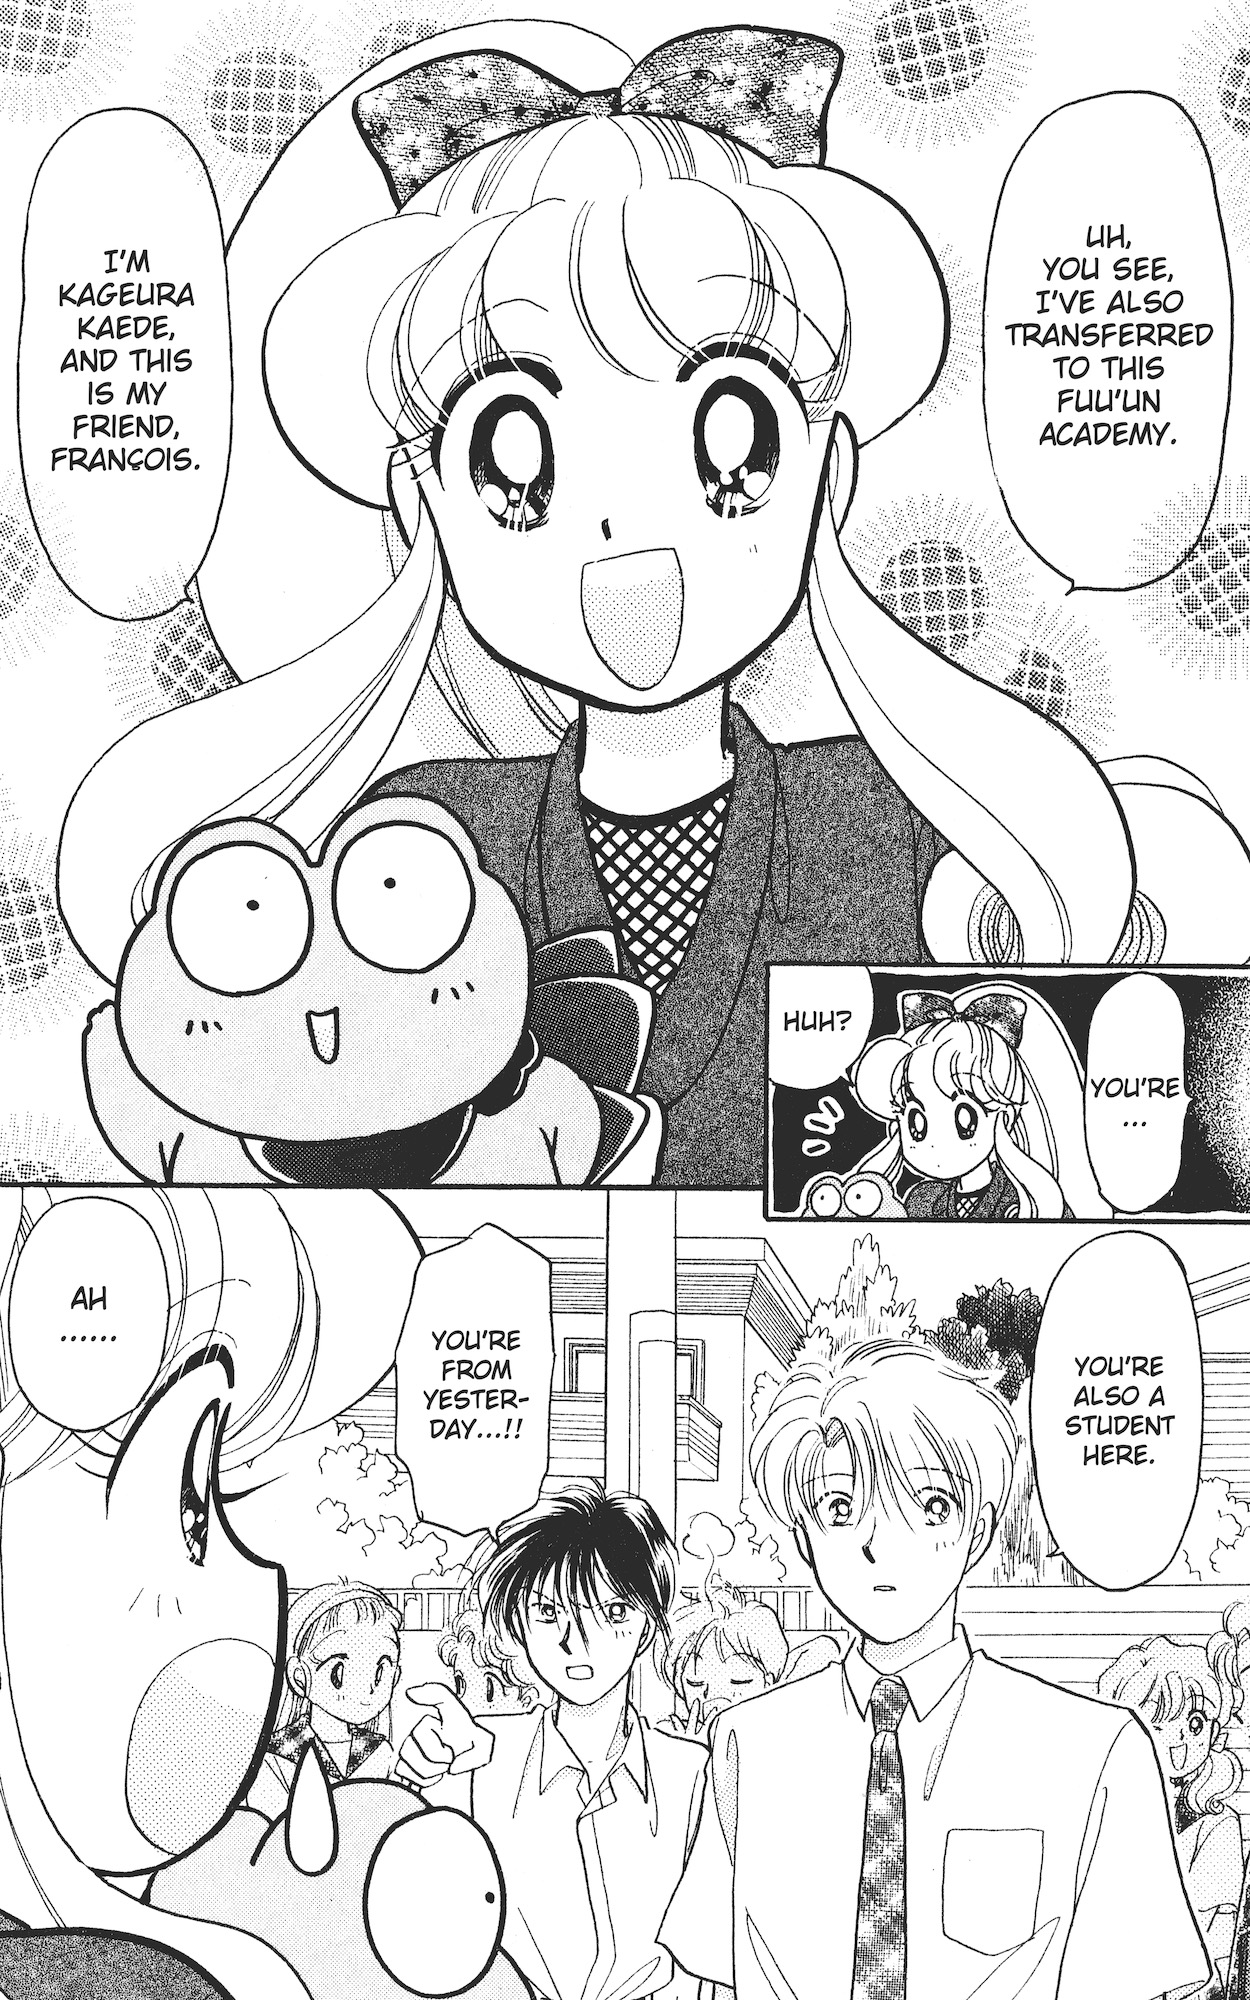 UH,
YOU SEE,
I'VE ALSO
TRANSFERRED
TO THIS
FUU'UN
ACADEMY.
I'M
KAGEURA
KAEDE,
AND THIS
IS MY
FRIEND,
FRANÇOIS.
YOU'RE
...
HUH?
YOU'RE
ALSO A
STUDENT
HERE.
YOU'RE
FROM
YESTER-
DAY...!!
AH
......